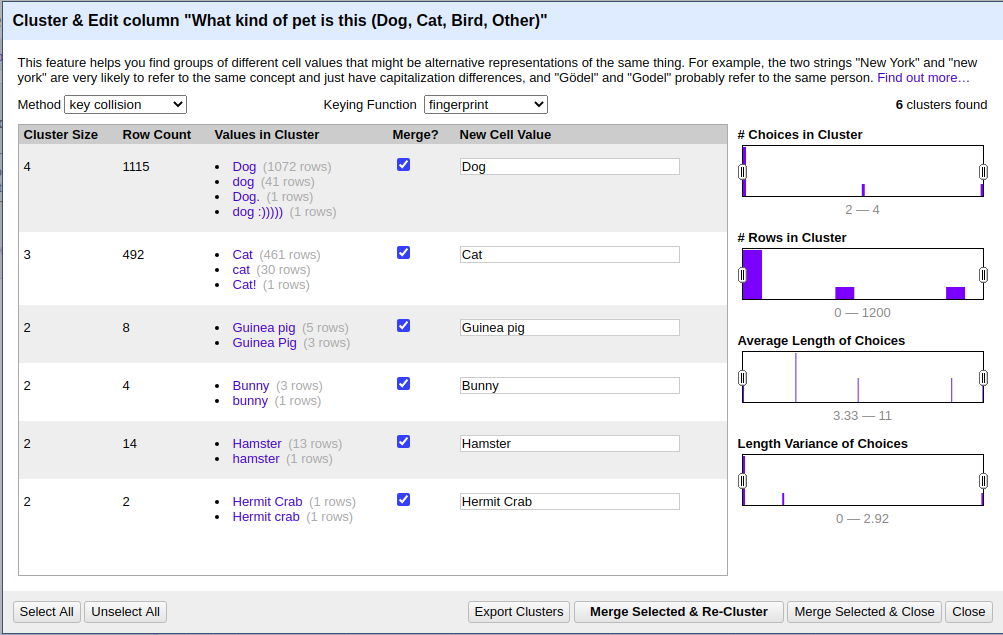 Cluster & Edit column "What kind of pet is this (Dog, Cat, Bird, Other)"
This feature helps you find groups of different cell values that might be alternative representations of the same thing. For example, the two strings "New York" and "new
york" are very likely to refer to the same concept and just have capitalization differences, and "Gödel" and "Godel" probably refer to the same person. Find out more…
Method key collision Keying Function fingerprint 6 clusters found
Cluster Size Row Count Values in Cluster Merge? New Cell Value
4 1115 • Dog (1072 rows) Dog
• dog (41 rows)
• Dog. (1 rows)
• dog :))))) (1 rows)
3 492 • Cat (461 rows) Cat
• cat (30 rows)
• Cat! (1 rows)
2 8 • Guinea pig (5 rows) Guinea pig
• Guinea Pig (3 rows)
2 4 • Bunny (3 rows) Bunny
• bunny (1 rows)
2 14 • Hamster (13 rows) Hamster
• hamster (1 rows)
2 2 • Hermit Crab (1 rows) Hermit Crab
• Hermit crab (1 rows)
# Choices in Cluster
2 — 4
# Rows in Cluster
0 — 1200
Average Length of Choices
3.33 — 11
Length Variance of Choices
0 — 2.92
Select All Unselect All Export Clusters Merge Selected & Re-Cluster Merge Selected & Close Close